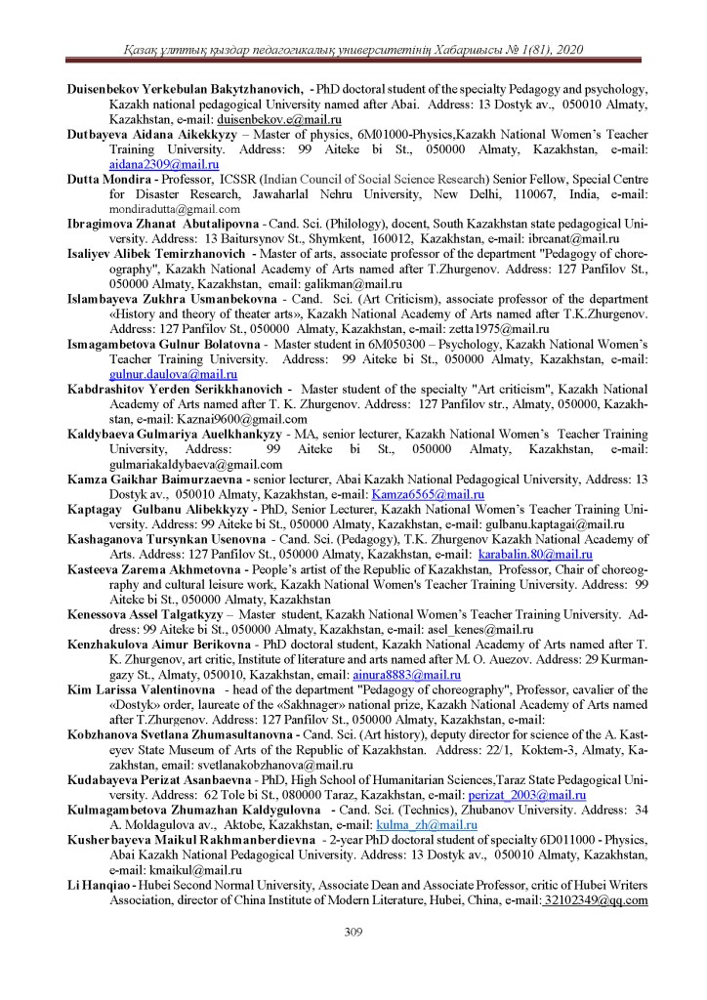 Қазақ ұлттық қыздар педагогикалық университетінің Хабаршысы № 1(81), 2020
Duisenbekov Yerkebulan Bakytzhanovich, - PhD doctoral student of the specialty Pedagogy and psychology,
Kazakh national pedagogical University named after Abai. Address: 13 Dostyk av., 050010 Almaty,
Kazakhstan, e-mail: duisenbekov.e@mail.ru
Dutbayeva Aidana Aikekkyzy – Master of physics, 6M01000-Physics,Kazakh National Women’s Teacher
Training University. Address: 99 Aiteke bi St., 050000 Almaty, Kazakhstan, e-mail:
aidana2309@mail.ru
Dutta Mondira - Professor, ICSSR (Indian Council of Social Science Research) Senior Fellow, Special Centre
for Disaster Research, Jawaharlal Nehru University, New Delhi, 110067, India, e-mail:
mondiradutta@gmail.com
Ibragimova Zhanat Abutalipovna - Cand. Sci. (Philology), docent, South Kazakhstan state pedagogical Uni-
versity. Address: 13 Baitursynov St., Shymkent, 160012, Kazakhstan, e-mail: ibrcanat@mail.ru
Isaliyev Alibek Temirzhanovich - Master of arts, associate professor of the department "Pedagogy of chore-
ography", Kazakh National Academy of Arts named after T.Zhurgenov. Address: 127 Panfilov St.,
050000 Almaty, Kazakhstan, email: galikman@mail.ru
Islambayeva Zukhra Usmanbekovna - Cand. Sci. (Art Criticism), associate professor of the department
«History and theory of theater arts», Kazakh National Academy of Arts named after T.K.Zhurgenov.
Address: 127 Panfilov St., 050000 Almaty, Kazakhstan, e-mail: zetta1975@mail.ru
Ismagambetova Gulnur Bolatovna - Master student in 6M050300 – Psychology, Kazakh National Women’s
Teacher Training University. Address: 99 Aiteke bi St., 050000 Almaty, Kazakhstan, e-mail:
gulnur.daulova@mail.ru
Kabdrashitov Yerden Serikkhanovich - Master student of the specialty "Art criticism", Kazakh National
Academy of Arts named after T. K. Zhurgenov. Address: 127 Panfilov str., Almaty, 050000, Kazakh-
stan, e-mail: Kaznai9600@gmail.com
Kaldybaeva Gulmariya Auelkhankyzy - MA, senior lecturer, Kazakh National Women’s Teacher Training
University, Address: 99 Aiteke bi St., 050000 Almaty, Kazakhstan, e-mail:
gulmariakaldybaeva@gmail.com
Kamza Gaikhar Baimurzaevna - senior lecturer, Abai Kazakh National Pedagogical University, Address: 13
Dostyk av., 050010 Almaty, Kazakhstan, e-mail: Kamza6565@mail.ru
Kaptagay Gulbanu Alibekkyzy - PhD, Senior Lecturer, Kazakh National Women’s Teacher Training Uni-
versity. Address: 99 Aiteke bi St., 050000 Almaty, Kazakhstan, e-mail: gulbanu.kaptagai@mail.ru
Kashaganova Tursynkan Usenovna - Cand. Sci. (Pedagogy), T.K. Zhurgenov Kazakh National Academy of
Arts. Address: 127 Panfilov St., 050000 Almaty, Kazakhstan, e-mail: karabalin.80@mail.ru
Kasteeva Zarema Akhmetovna - People’s artist of the Republic of Kazakhstan, Professor, Chair of choreog-
raphy and cultural leisure work, Kazakh National Women's Teacher Training University. Address: 99
Aiteke bi St., 050000 Almaty, Kazakhstan
Kenessova Assel Talgatkyzy – Master student, Kazakh National Women’s Teacher Training University. Ad-
dress: 99 Aiteke bi St., 050000 Almaty, Kazakhstan, e-mail: asel_kenes@mail.ru
Kenzhakulova Aimur Berikovna - PhD doctoral student, Kazakh National Academy of Arts named after T.
K. Zhurgenov, art critic, Institute of literature and arts named after M. O. Auezov. Address: 29 Kurman-
gazy St., Almaty, 050010, Kazakhstan, email: ainura8883@mail.ru
Kim Larissa Valentinovna - head of the department "Pedagogy of choreography", Professor, cavalier of the
«Dostyk» order, laureate of the «Sakhnager» national prize, Kazakh National Academy of Arts named
after T.Zhurgenov. Address: 127 Panfilov St., 050000 Almaty, Kazakhstan, e-mail:
Kobzhanova Svetlana Zhumasultanovna - Cand. Sci. (Art history), deputy director for science of the A. Kast-
eyev State Museum of Arts of the Republic of Kazakhstan. Address: 22/1, Koktem-3, Almaty, Ka-
zakhstan, email: svetlanakobzhanova@mail.ru
Kudabayeva Perizat Asanbaevna - PhD, High School of Humanitarian Sciences,Taraz State Pedagogical Uni-
versity. Address: 62 Tole bi St., 080000 Taraz, Kazakhstan, e-mail: perizat_2003@mail.ru
Kulmagambetova Zhumazhan Kaldygulovna - Cand. Sci. (Technics), Zhubanov University. Address: 34
A. Moldagulova av., Aktobe, Kazakhstan, e-mail: kulma_zh@mail.ru
Kusherbayeva Maikul Rakhmanberdievna - 2-year PhD doctoral student of specialty 6D011000 - Physics,
Abai Kazakh National Pedagogical University. Address: 13 Dostyk av., 050010 Almaty, Kazakhstan,
e-mail: kmaikul@mail.ru
Li Hanqiao - Hubei Second Normal University, Associate Dean and Associate Professor, critic of Hubei Writers
Association, director of China Institute of Modern Literature, Hubei, China, e-mail: 32102349@qq.com
309